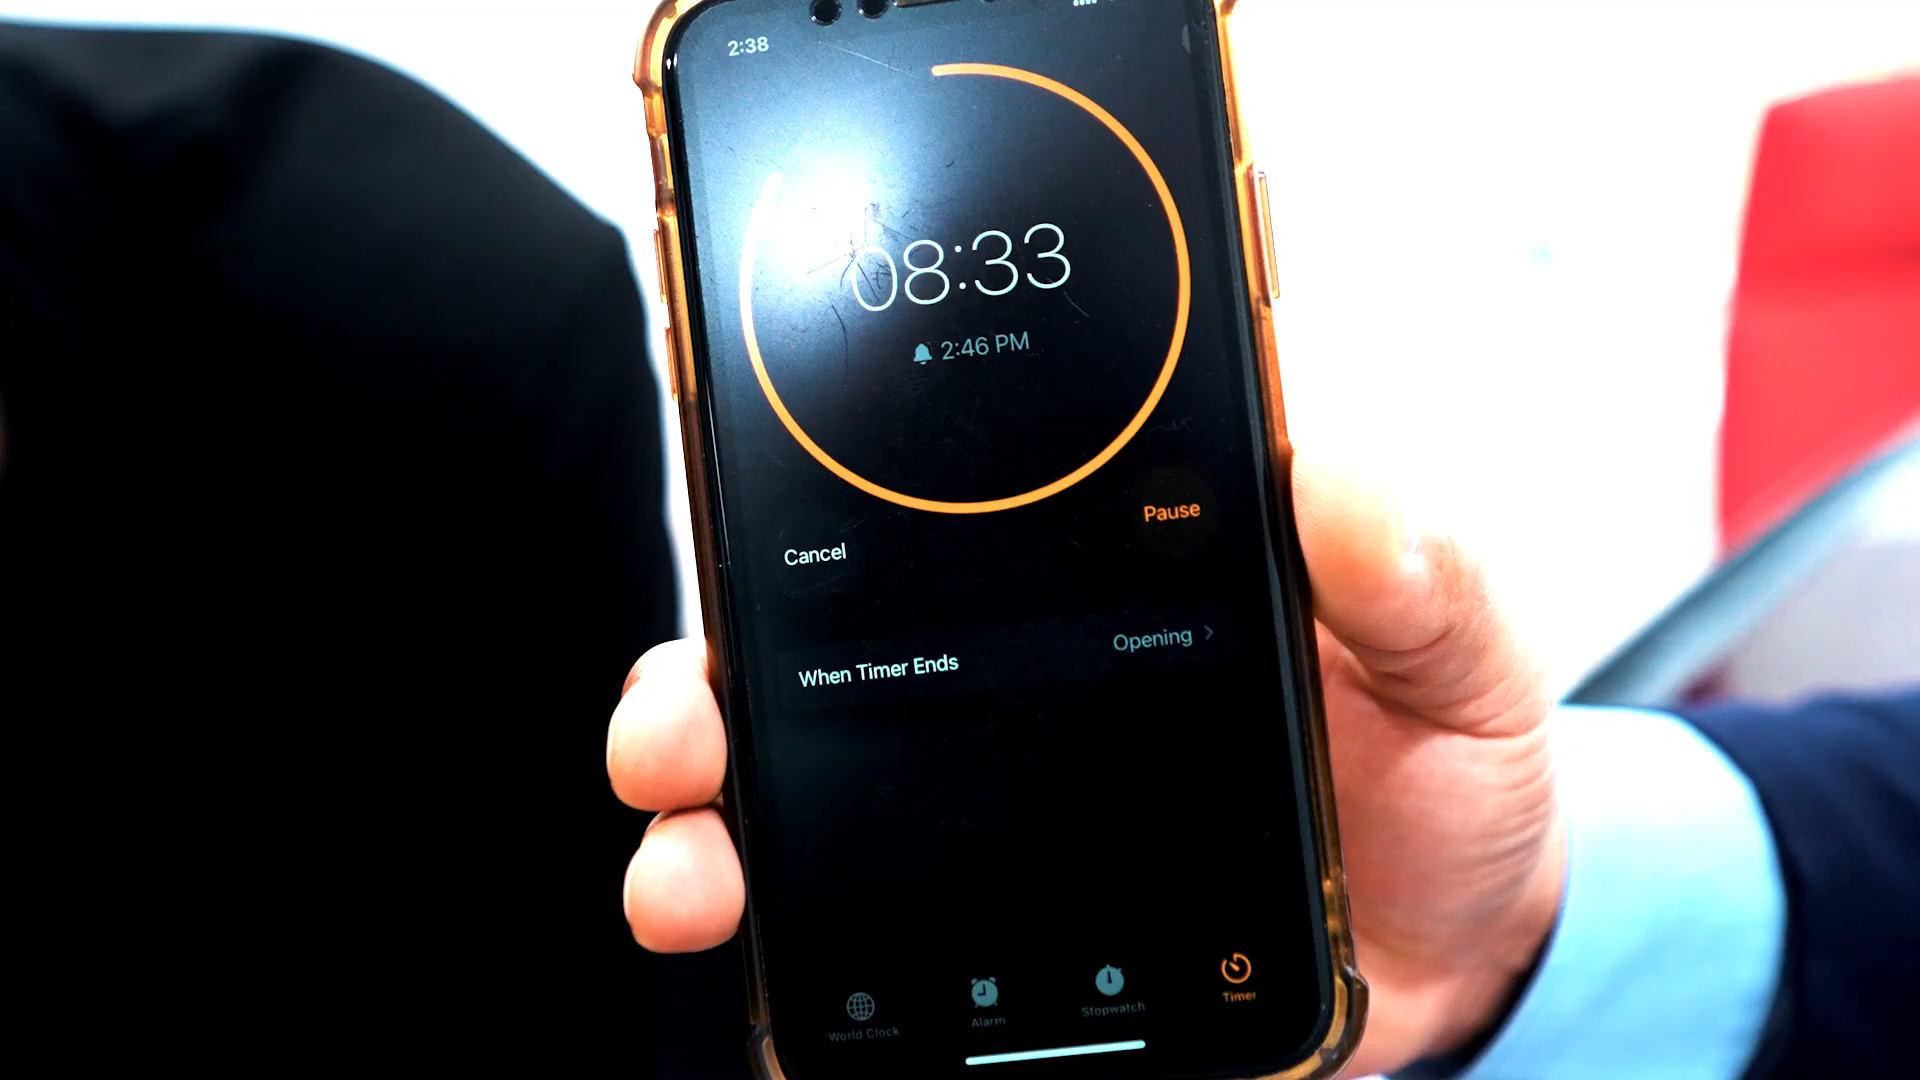 2:38
08:33
2:46 PM
Pause
Cancel
Opening
When Timer Ends
World Clock
Alarm
Stopwatch
Timer